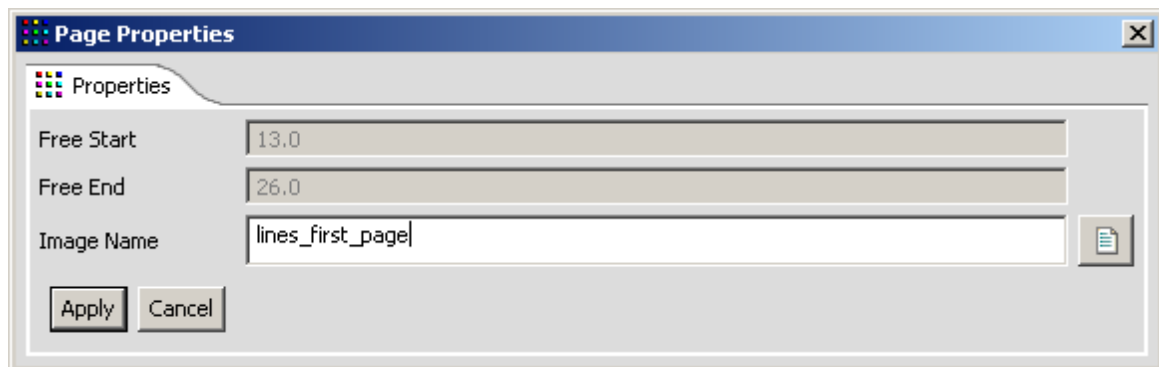 Page Properties
Properties
Free Start 13.0
Free End 26.0
Image Name lines_first_page
Apply Cancel